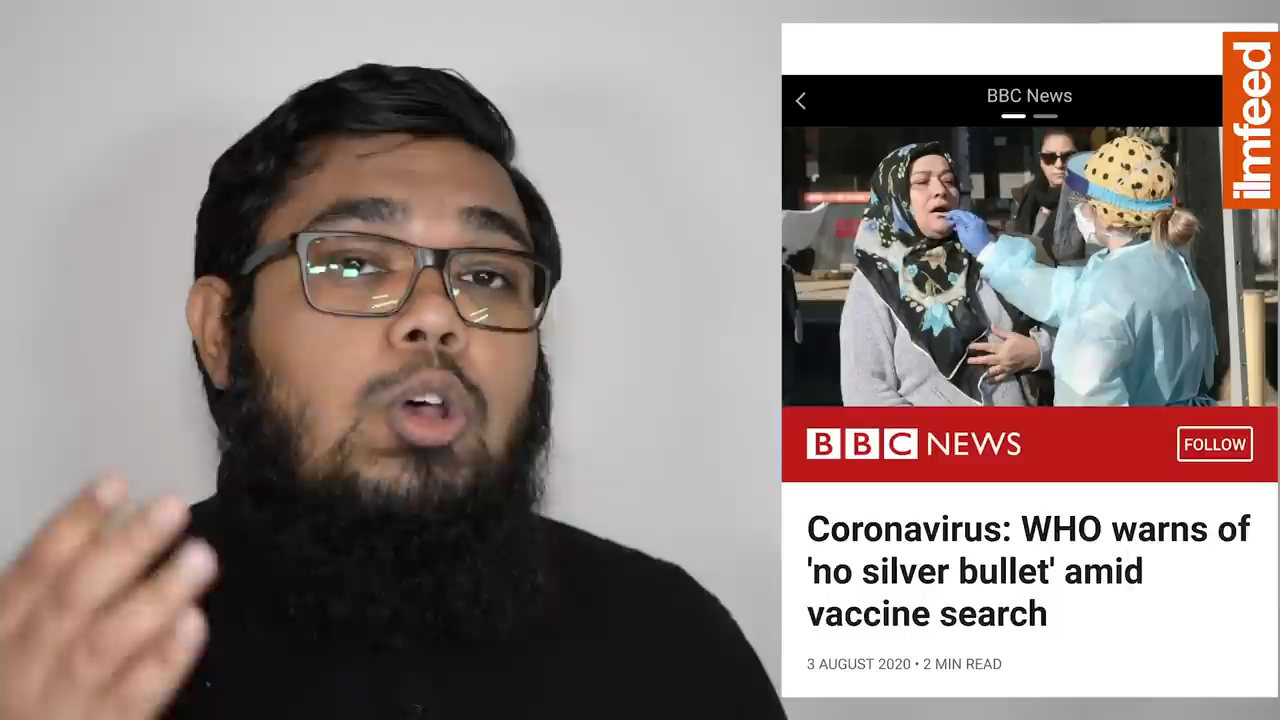 BBC News
ilmfeed
BBC NEWS
FOLLOW
Coronavirus: WHO warns of
'no silver bullet' amid
vaccine search
3 AUGUST 2020 • 2 MIN READ